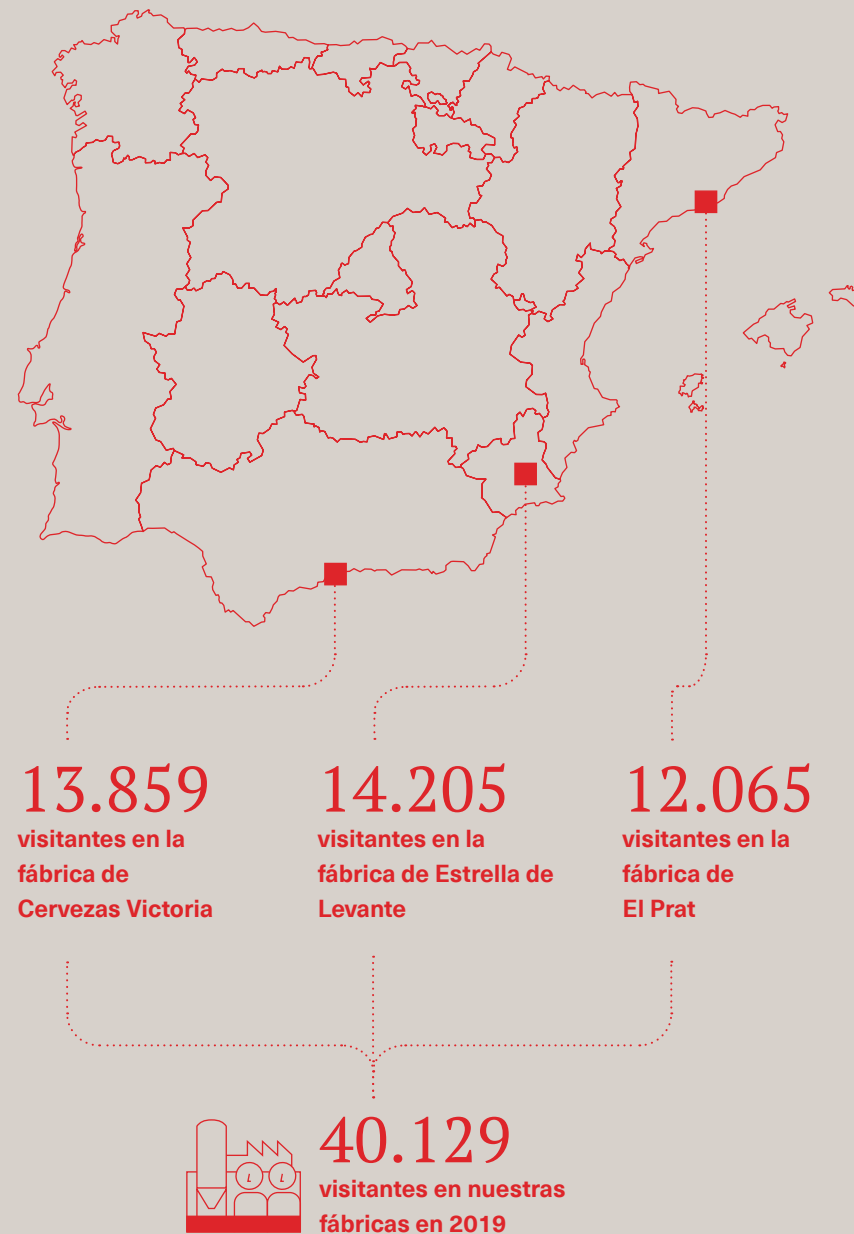 13.859
visitantes en la
fábrica de
Cervezas Victoria
14.205
visitantes en la
fábrica de Estrella de
Levante
12.065
visitantes en la
fábrica de
El Prat
L L
40.129
visitantes en nuestras
fábricas en 2019